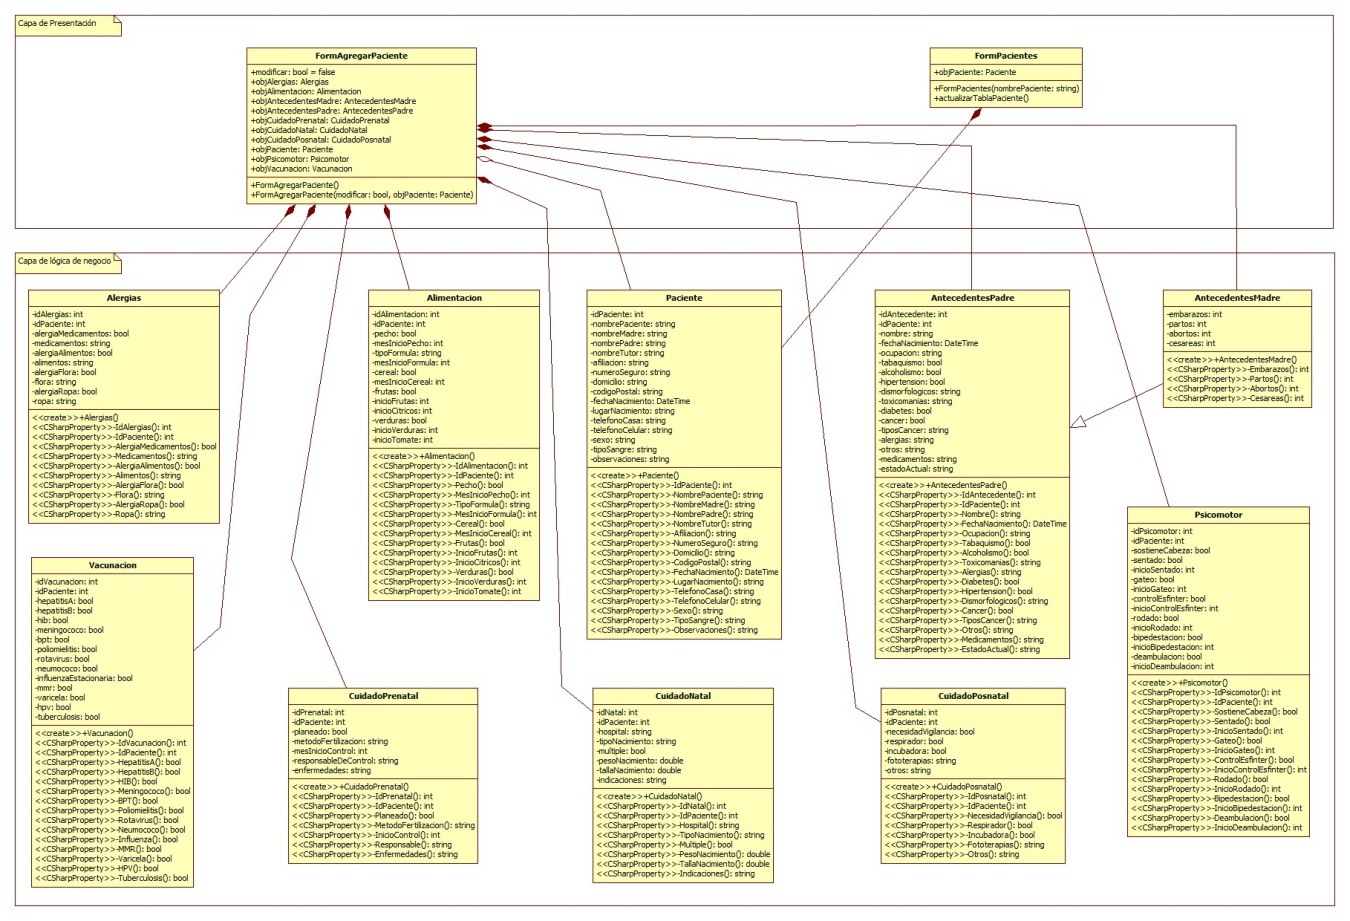 Capa de Presentación
FormAgregarPaciente
+modificar: bool = false
+objAlergias: Alergias
+objAlimentacion: Alimentacion
+objAntecedentesMadre: AntecedentesMadre
+objAntecedentesPadre: AntecedentesPadre
+objCuidadoPrenatal: CuidadoPrenatal
+objCuidadoNatal: CuidadoNatal
+objCuidadoPosnatal: CuidadoPosnatal
+objPaciente: Paciente
+objPsicomotor: Psicomotor
+objVacunacion: Vacunacion
+FormAgregarPaciente()
+FormAgregarPaciente(modificar: bool, objPaciente: Paciente)
FormPacientes
+objPaciente: Paciente
+FormPacientes(nombrePaciente: string)
+actualizarTablaPaciente()
Capa de lógica de negocio
Alergias
-idAlergias: int
-idPaciente: int
-alergiaMedicamentos: bool
-medicamentos: string
-alergiaAlimentos: bool
-alimentos: string
-alergiaFlora: bool
-flora: string
-alergiaRopa: bool
-ropa: string
<<create>>+Alergias()
<<CSharpProperty>>-IdAlergias(): int
<<CSharpProperty>>-IdPaciente(): int
<<CSharpProperty>>-AlergiaMedicamentos(): bool
<<CSharpProperty>>-Medicamentos(): string
<<CSharpProperty>>-AlergiaAlimentos(): bool
<<CSharpProperty>>-Alimentos(): string
<<CSharpProperty>>-AlergiaFlora(): bool
<<CSharpProperty>>-Flora(): string
<<CSharpProperty>>-AlergiaRopa(): bool
<<CSharpProperty>>-Ropa(): string
Alimentacion
-idAlimentacion: int
-idPaciente: int
-pecho: bool
-mesInicioPecho: int
-tipoFormula: string
-mesInicioFormula: int
-cereal: bool
-mesInicioCereal: int
-frutas: bool
-inicioFrutas: int
-inicioCitricos: int
-verduras: bool
-inicioVerduras: int
-inicioTomate: int
<<create>>+Alimentacion()
<<CSharpProperty>>-IdAlimentacion(): int
<<CSharpProperty>>-IdPaciente(): int
<<CSharpProperty>>-Pecho(): bool
<<CSharpProperty>>-MesInicioPecho(): int
<<CSharpProperty>>-TipoFormula(): string
<<CSharpProperty>>-MesInicioFormula(): int
<<CSharpProperty>>-Cereal(): bool
<<CSharpProperty>>-MesInicioCereal(): int
<<CSharpProperty>>-Frutas(): bool
<<CSharpProperty>>-InicioFrutas(): int
<<CSharpProperty>>-InicioCitricos(): int
<<CSharpProperty>>-Verduras(): bool
<<CSharpProperty>>-InicioVerduras(): int
<<CSharpProperty>>-InicioTomate(): int
Paciente
-idPaciente: int
-nombrePaciente: string
-nombreMadre: string
-nombrePadre: string
-nombreTutor: string
-afiliacion: string
-numeroSeguro: string
-domicilio: string
-codigoPostal: string
-fechaNacimiento: DateTime
-lugarNacimiento: string
-telefonoCasa: string
-telefonoCelular: string
-sexo: string
-tipoSangre: string
-observaciones: string
<<create>>+Paciente()
<<CSharpProperty>>-IdPaciente(): int
<<CSharpProperty>>-NombrePaciente(): string
<<CSharpProperty>>-NombreMadre(): string
<<CSharpProperty>>-NombrePadre(): string
<<CSharpProperty>>-NombreTutor(): string
<<CSharpProperty>>-Afiliacion(): string
<<CSharpProperty>>-NumeroSeguro(): string
<<CSharpProperty>>-Domicilio(): string
<<CSharpProperty>>-CodigoPostal(): string
<<CSharpProperty>>-FechaNacimiento(): DateTime
<<CSharpProperty>>-LugarNacimiento(): string
<<CSharpProperty>>-TelefonoCasa(): string
<<CSharpProperty>>-TelefonoCelular(): string
<<CSharpProperty>>-Sexo(): string
<<CSharpProperty>>-TipoSangre(): string
<<CSharpProperty>>-Observaciones(): string
AntecedentesPadre
-idAntecedente: int
-idPaciente: int
-nombre: string
-fechaNacimiento: DateTime
-ocupacion: string
-tabaquismo: bool
-alcoholismo: bool
-hipertension: bool
-dismorfologicos: string
-toxicomanias: string
-diabetes: bool
-cancer: bool
-tiposCancer: string
-alergias: string
-otros: string
-medicamentos: string
-estadoActual: string
<<create>>+AntecedentesPadre()
<<CSharpProperty>>-IdAntecedente(): int
<<CSharpProperty>>-IdPaciente(): int
<<CSharpProperty>>-Nombre(): string
<<CSharpProperty>>-FechaNacimiento(): DateTime
<<CSharpProperty>>-Ocupacion(): string
<<CSharpProperty>>-Tabaquismo(): bool
<<CSharpProperty>>-Alcoholismo(): bool
<<CSharpProperty>>-Toxicomanias(): string
<<CSharpProperty>>-Alergias(): string
<<CSharpProperty>>-Diabetes(): bool
<<CSharpProperty>>-Hipertension(): bool
<<CSharpProperty>>-Dismorfologicos(): string
<<CSharpProperty>>-Cancer(): bool
<<CSharpProperty>>-TiposCancer(): string
<<CSharpProperty>>-Otros(): string
<<CSharpProperty>>-Medicamentos(): string
<<CSharpProperty>>-EstadoActual(): string
AntecedentesMadre
-embarazos: int
-partos: int
-abortos: int
-cesareas: int
<<create>>+AntecedentesMadre()
<<CSharpProperty>>-Embarazos(): int
<<CSharpProperty>>-Partos(): int
<<CSharpProperty>>-Abortos(): int
<<CSharpProperty>>-Cesareas(): int
Psicomotor
-idPsicomotor: int
-idPaciente: int
-sostieneCabeza: bool
-sentado: bool
-inicioSentado: int
-gateo: bool
-inicioGateo: int
-controlEsfinter: bool
-inicioControlEsfinter: int
-rodado: bool
-inicioRodado: int
-bipedestacion: bool
-inicioBipedestacion: int
-deambulacion: bool
-inicioDeambulacion: int
<<create>>+Psicomotor()
<<CSharpProperty>>-IdPsicomotor(): int
<<CSharpProperty>>-IdPaciente(): int
<<CSharpProperty>>-SostieneCabeza(): bool
<<CSharpProperty>>-Sentado(): bool
<<CSharpProperty>>-InicioSentado(): int
<<CSharpProperty>>-Gateo(): bool
<<CSharpProperty>>-InicioGateo(): int
<<CSharpProperty>>-ControlEsfinter(): bool
<<CSharpProperty>>-InicioControlEsfinter(): int
<<CSharpProperty>>-Rodado(): bool
<<CSharpProperty>>-InicioRodado(): int
<<CSharpProperty>>-Bipedestacion(): bool
<<CSharpProperty>>-InicioBipedestacion(): int
<<CSharpProperty>>-Deambulacion(): bool
<<CSharpProperty>>-InicioDeambulacion(): int
Vacunacion
-idVacunacion: int
-idPaciente: int
-hepatitisA: bool
-hepatitisB: bool
-hib: bool
-meningococo: bool
-bpt: bool
-poliomielitis: bool
-rotavirus: bool
-neumococo: bool
-influenzaEstacionaria: bool
-mmr: bool
-varicela: bool
-hpv: bool
-tuberculosis: bool
<<create>>+Vacunacion()
<<CSharpProperty>>-IdVacunacion(): int
<<CSharpProperty>>-IdPaciente(): int
<<CSharpProperty>>-HepatitisA(): bool
<<CSharpProperty>>-HepatitisB(): bool
<<CSharpProperty>>-HIB(): bool
<<CSharpProperty>>-Meningococo(): bool
<<CSharpProperty>>-BPT(): bool
<<CSharpProperty>>-Poliomielitis(): bool
<<CSharpProperty>>-Rotavirus(): bool
<<CSharpProperty>>-Neumococo(): bool
<<CSharpProperty>>-Influenza(): bool
<<CSharpProperty>>-MMR(): bool
<<CSharpProperty>>-Varicela(): bool
<<CSharpProperty>>-HPV(): bool
<<CSharpProperty>>-Tuberculosis(): bool
CuidadoPrenatal
-idPrenatal: int
-idPaciente: int
-planeado: bool
-metodoFertilizacion: string
-mesInicioControl: int
-responsableDeControl: string
-enfermedades: string
<<create>>+CuidadoPrenatal()
<<CSharpProperty>>-IdPrenatal(): int
<<CSharpProperty>>-IdPaciente(): int
<<CSharpProperty>>-Planeado(): bool
<<CSharpProperty>>-MetodoFertilizacion(): string
<<CSharpProperty>>-InicioControl(): int
<<CSharpProperty>>-Responsable(): string
<<CSharpProperty>>-Enfermedades(): string
CuidadoNatal
-idNatal: int
-idPaciente: int
-hospital: string
-tipoNacimiento: string
-multiple: bool
-pesoNacimiento: double
-tallaNacimiento: double
-indicaciones: string
<<create>>+CuidadoNatal()
<<CSharpProperty>>-IdNatal(): int
<<CSharpProperty>>-IdPaciente(): int
<<CSharpProperty>>-Hospital(): string
<<CSharpProperty>>-TipoNacimiento(): string
<<CSharpProperty>>-Multiple(): bool
<<CSharpProperty>>-PesoNacimiento(): double
<<CSharpProperty>>-TallaNacimiento(): double
<<CSharpProperty>>-Indicaciones(): string
CuidadoPosnatal
-idPosnatal: int
-idPaciente: int
-necesidadVigilancia: bool
-respirador: bool
-incubadora: bool
-fototerapias: string
-otros: string
<<create>>+CuidadoPosnatal()
<<CSharpProperty>>-IdPosnatal(): int
<<CSharpProperty>>-IdPaciente(): int
<<CSharpProperty>>-NecesidadVigilancia(): bool
<<CSharpProperty>>-Respirador(): bool
<<CSharpProperty>>-Incubadora(): bool
<<CSharpProperty>>-Fototerapias(): string
<<CSharpProperty>>-Otros(): string